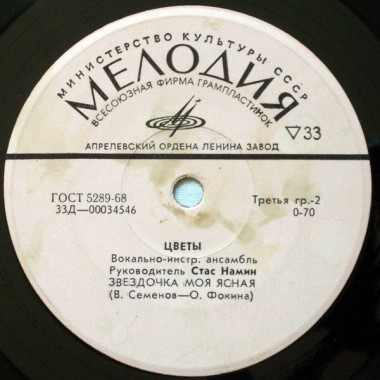 МИНИСТЕРСТВО КУЛЬТУРЫ СССР
МЕЛОДИЯ
ВСЕСОЮЗНАЯ ФИРМА ГРАМПЛАСТИНОК
▽33
АПРЕЛЕВСКИЙ ОРДЕНА ЛЕНИНА ЗАВОД
ГОСТ 5289-68
33Д—00034546
Третья гр.-2
0-70
ЦВЕТЫ
Вокально-инстр. ансамбль
Руководитель Стас Намин
ЗВЕЗДОЧКА МОЯ ЯСНАЯ
(В. Семенов—О. Фокина)